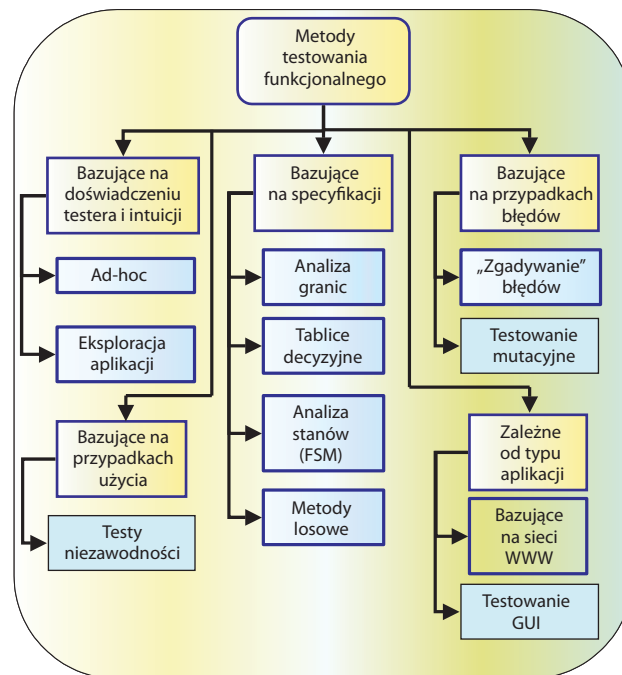 Metody
testowania
funkcjonalnego
Bazujące na
doświadczeniu
testera i intuicji
Ad-hoc
Eksploracja
aplikacji
Bazujące na
przypadkach
użycia
Testy
niezawodności
Bazujące
na specyfikacji
Analiza
granic
Tablice
decyzyjne
Analiza
stanów
(FSM)
Metody
losowe
Bazujące
na przypadkach
błędów
„Zgadywanie”
błędów
Testowanie
mutacyjne
Zależne
od typu
aplikacji
Bazujące
na sieci
WWW
Testowanie
GUI